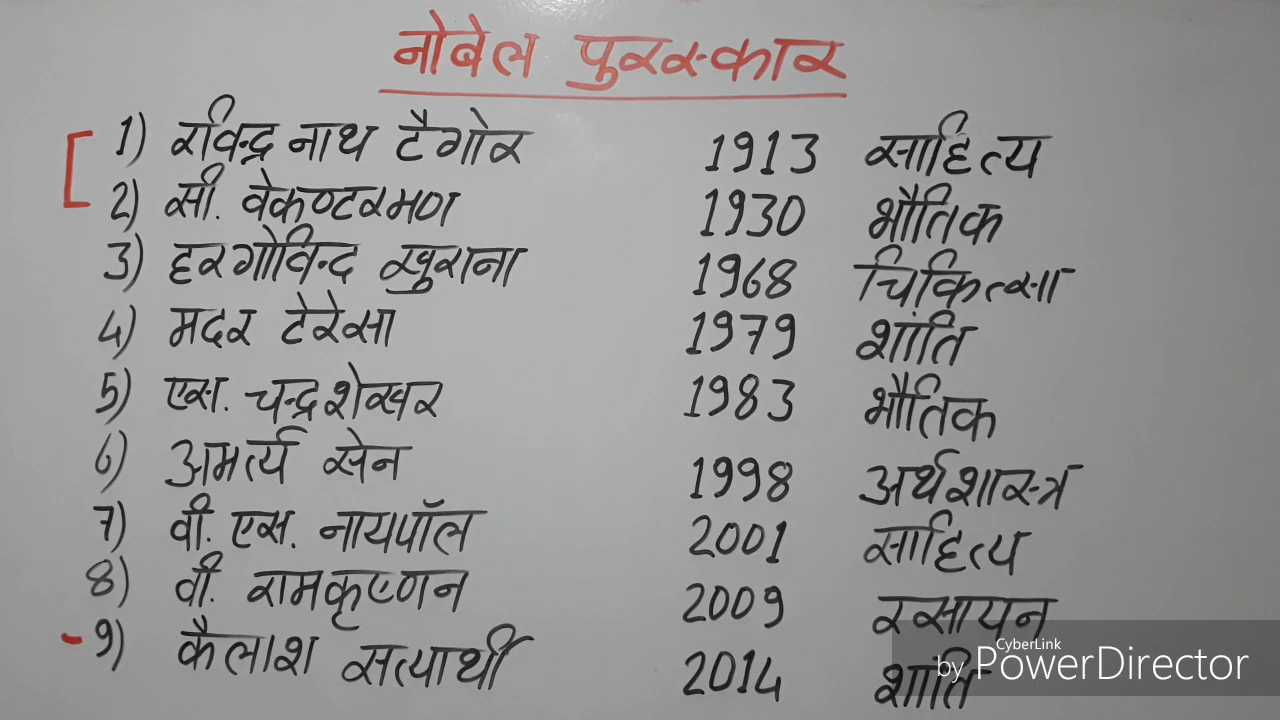 नोबेल पुरस्कार
1) रविन्द्र नाथ टैगोर 1913 साहित्य
2) सी. वेकण्टरमण 1930 भौतिक
3) हरगोविन्द खुराना 1968 चिकित्सा
4) मदर टेरेसा 1979 शांति
5) एस. चन्द्रशेखर 1983 भौतिक
6) अमर्त्य सेन 1998 अर्थशास्त्र
7) वी. एस. नायपॉल 2001 साहित्य
8) वी. रामकृष्णन 2009 रसायन
9) कैलाश सत्यार्थी 2014 शांति
CyberLink
by PowerDirector